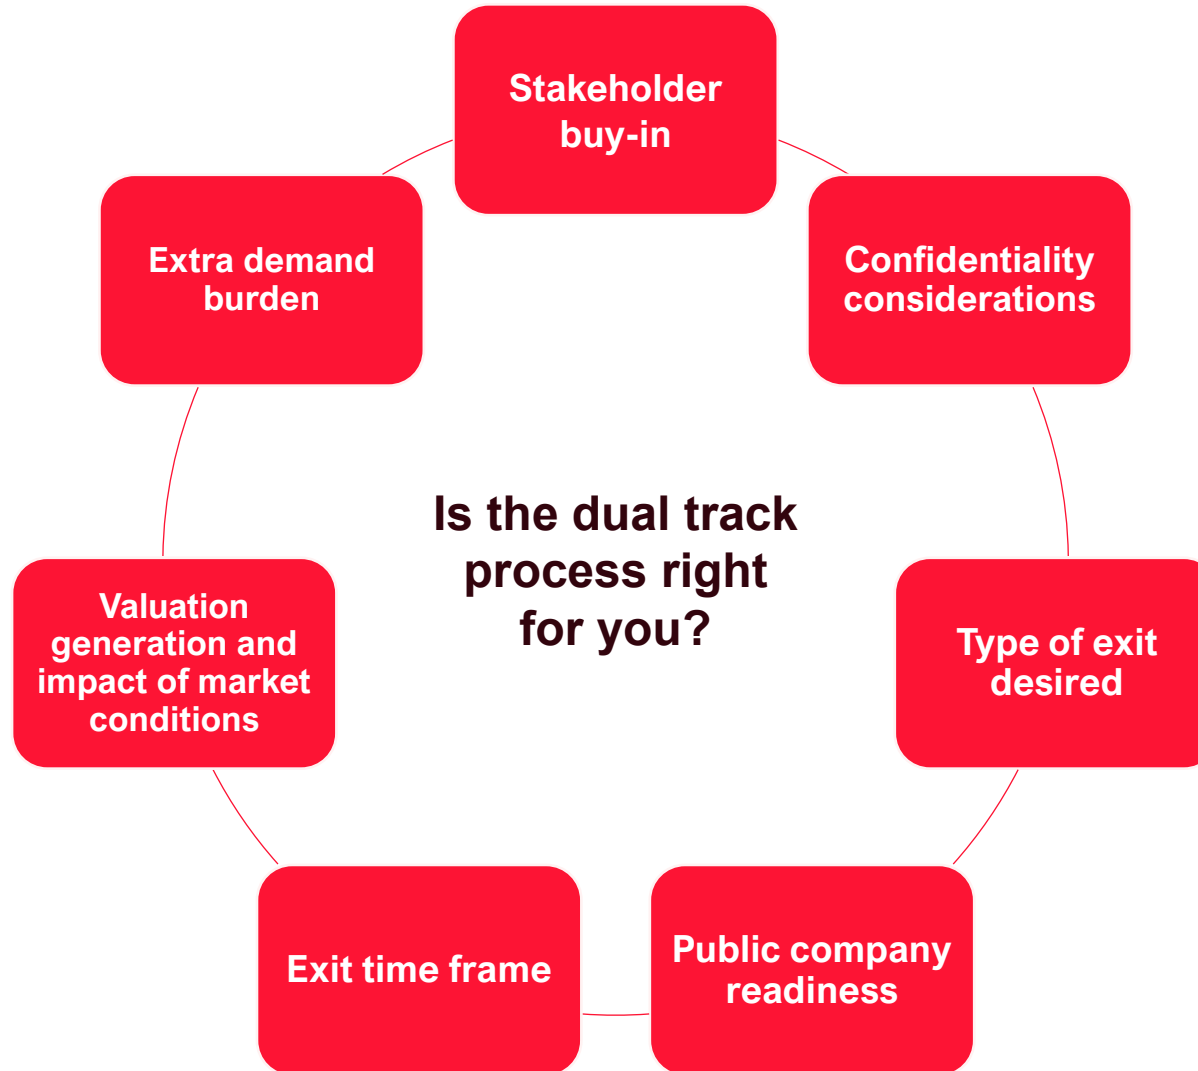 Stakeholder
buy-in
Confidentiality
considerations
Type of exit
desired
Public company
readiness
Exit time frame
Valuation
generation and
impact of market
conditions
Extra demand
burden
Is the dual track
process right
for you?